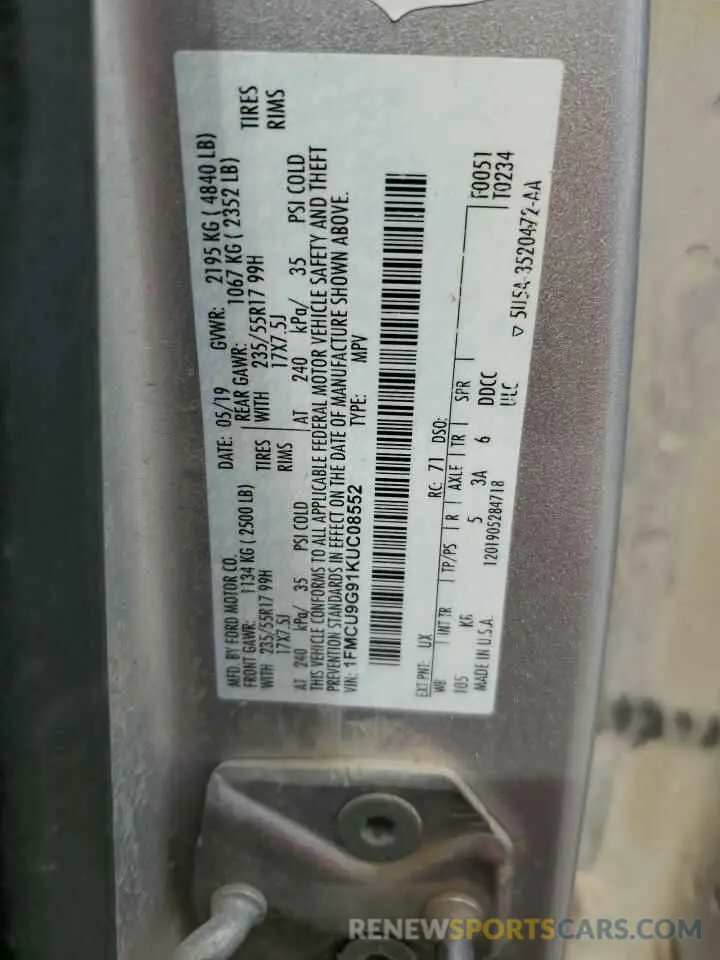 MFD. BY FORD MOTOR CO.
DATE: 05/19 GVWR: 2195 KG ( 4840 LB)
FRONT GAWR: 1134 KG ( 2500 LB) REAR GAWR: 1067 KG ( 2352 LB)
WITH 235/55R17 99H TIRES WITH 235/55R17 99H TIRES
17X7.5J RIMS 17X7.5J RIMS
AT 240 kPa/ 35 PSI COLD AT 240 kPa/ 35 PSI COLD
THIS VEHICLE CONFORMS TO ALL APPLICABLE FEDERAL MOTOR VEHICLE SAFETY AND THEFT
PREVENTION STANDARDS IN EFFECT ON THE DATE OF MANUFACTURE SHOWN ABOVE.
VIN: 1FMCU9G91KUC08552 TYPE: MPV
EXT PNT: UX RC: 71 DSO: F0051
WB INT TR TP/PS R AXLE TR SPR T0234
105 K6 5 3A 6 DDCC
MADE IN U.S.A. 1201905284718 ▽ 5U5A-3520472-AA
RENEWSPORTSCARS.COM